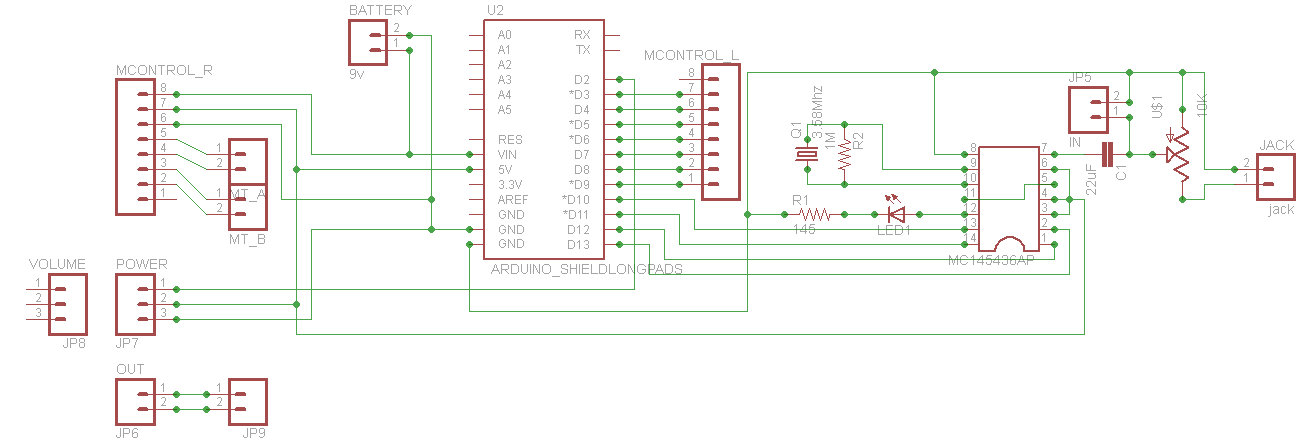 BATTERY
2
1
9v
U2
A0
A1
A2
A3
A4
A5
RES
VIN
5V
3.3V
AREF
GND
GND
GND
RX
TX
D2
*D3
D4
*D5
*D6
D7
D8
*D9
*D10
*D11
D12
D13
ARDUINO_SHIELDLONGPADS
MCONTROL_R
8
7
6
5
4
3
2
1
1
2
MT_A
1
2
MT_B
MCONTROL_L
8
7
6
5
4
3
2
1
Q1
3.58Mhz
1M
R2
R1
145
LED1
8
9
10
11
12
13
14
7
6
5
4
3
2
1
MC145436AP
22uF
C1
JP5
2
1
IN
U$1
10K
JACK
2
1
jack
VOLUME
1
2
3
JP8
POWER
1
2
3
JP7
OUT
1
2
JP6
1
2
JP9